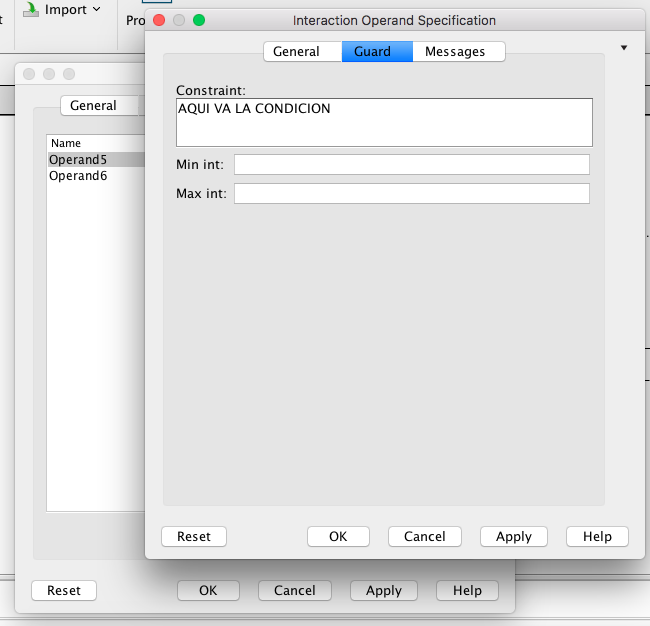 Import
Pro
Interaction Operand Specification
General Guard Messages
Constraint:
AQUI VA LA CONDICION
Min int:
Max int:
Reset OK Cancel Apply Help
General
Name
Operand5
Operand6
Reset OK Cancel Apply Help